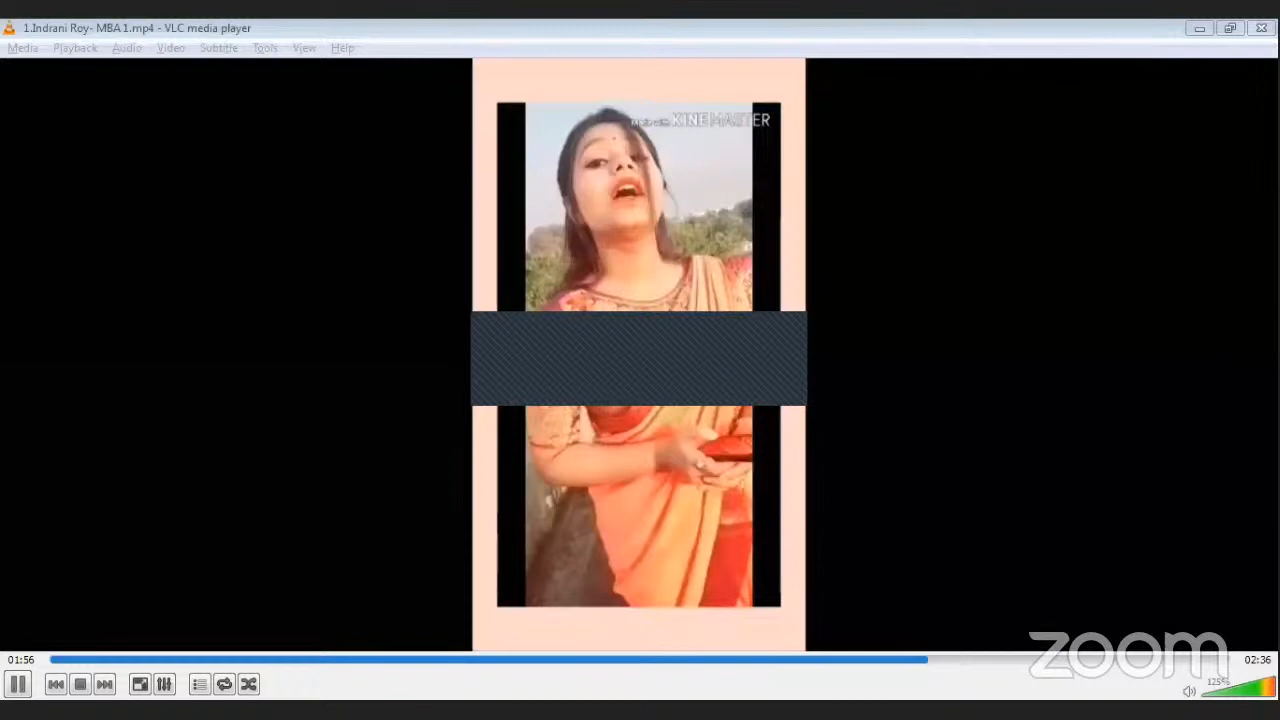 1.Indrani Roy- MBA 1.mp4 - VLC media player
Media Playback Audio Video Subtitle Tools View Help
KINEMASTER
01:56
02:36
zoom
125%